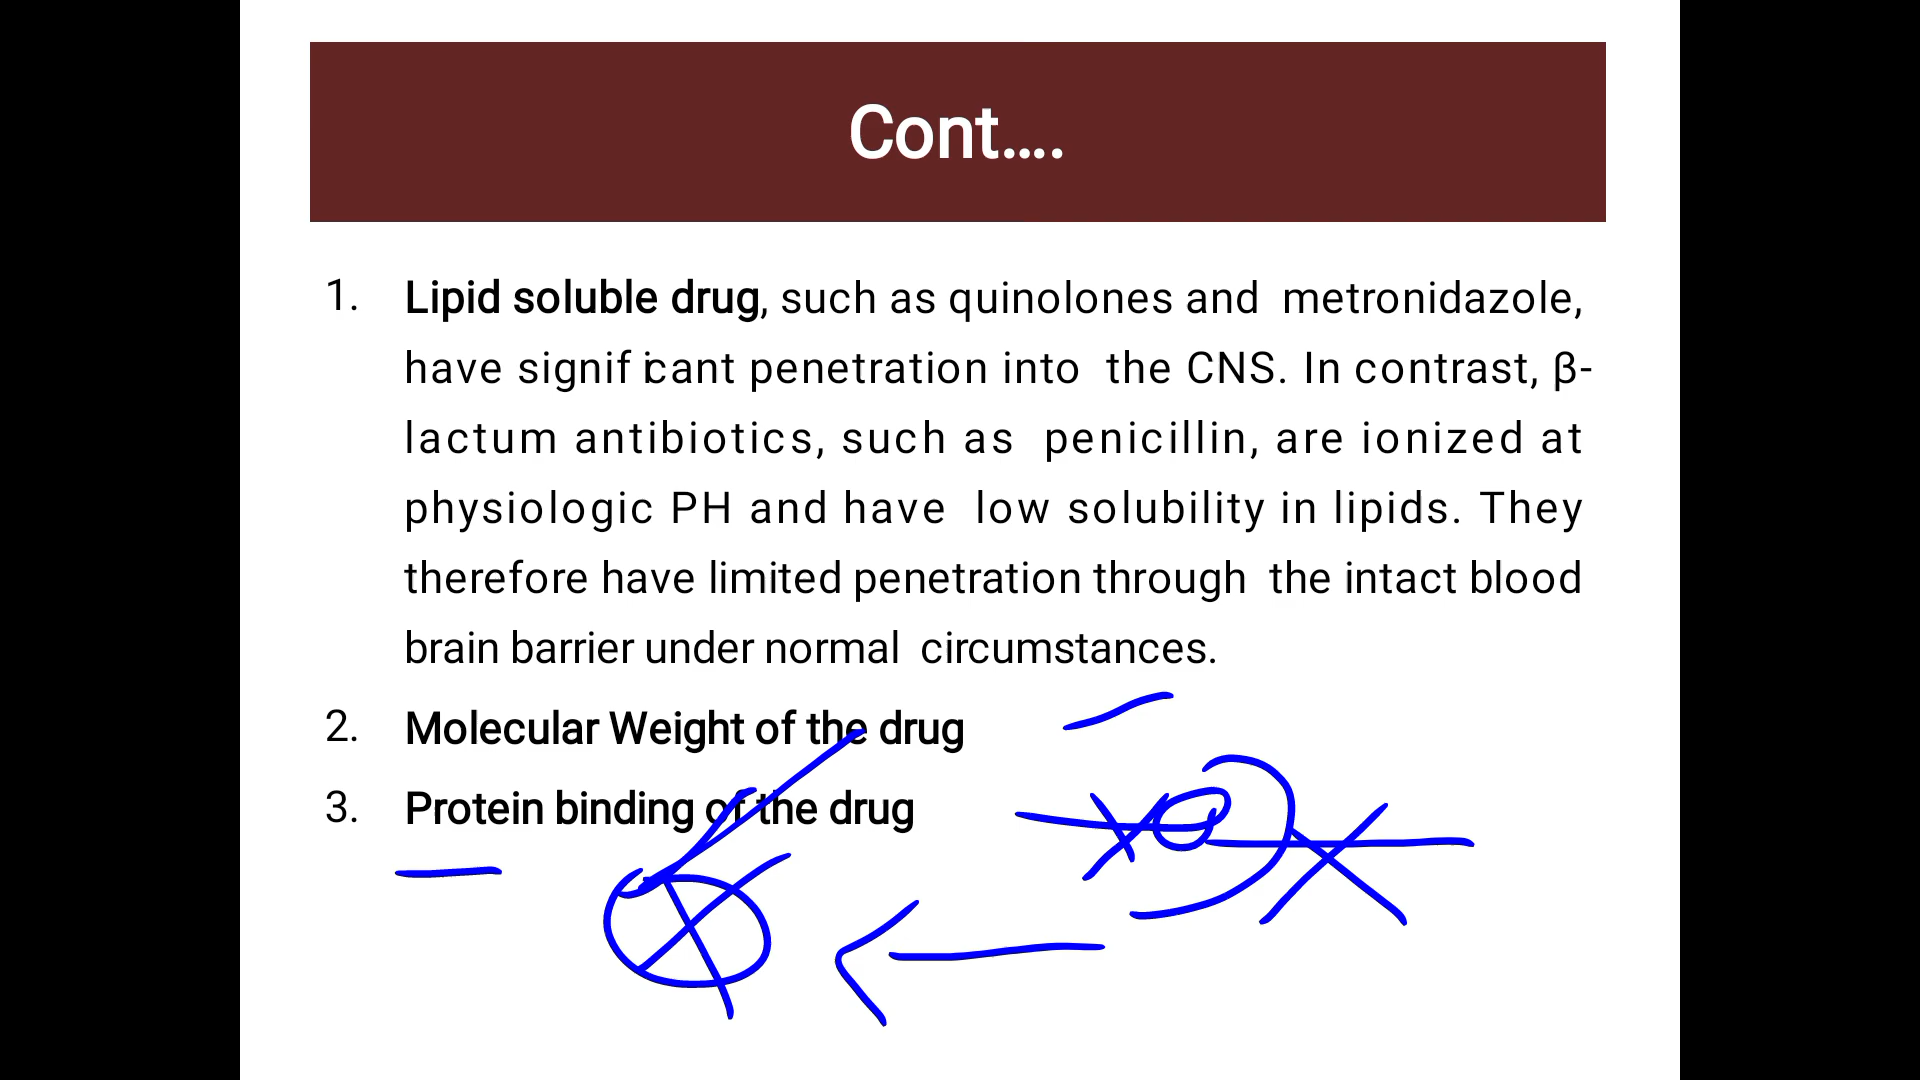 Cont....
1. Lipid soluble drug, such as quinolones and metronidazole,
have significant penetration into the CNS. In contrast, β-
lactum antibiotics, such as penicillin, are ionized at
physiologic PH and have low solubility in lipids. They
therefore have limited penetration through the intact blood
brain barrier under normal circumstances.
2. Molecular Weight of the drug
3. Protein binding of the drug